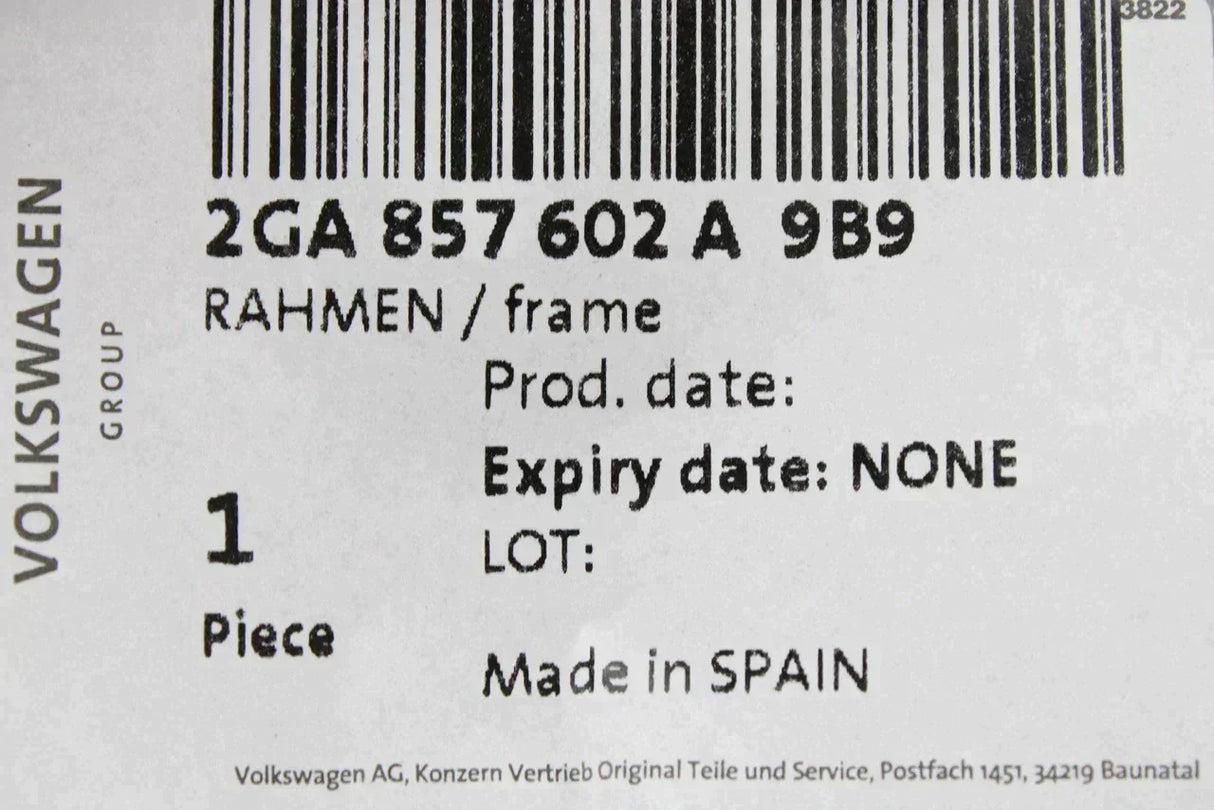 3822
2GA 857 602 A 9B9
RAHMEN / frame
Prod. date:
Expiry date: NONE
1
LOT:
Piece
Made in SPAIN
Volkswagen AG, Konzern Vertrieb Original Teile und Service, Postfach 1451, 34219 Baunatal
VOLKSWAGEN
GROUP